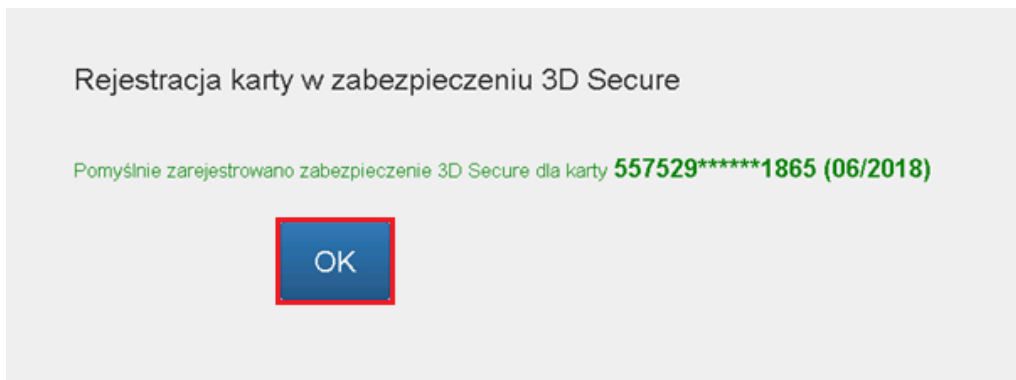 Rejestracja karty w zabezpieczeniu 3D Secure
Pomyślnie zarejestrowano zabezpieczenie 3D Secure dla karty 557529******1865 (06/2018)
OK